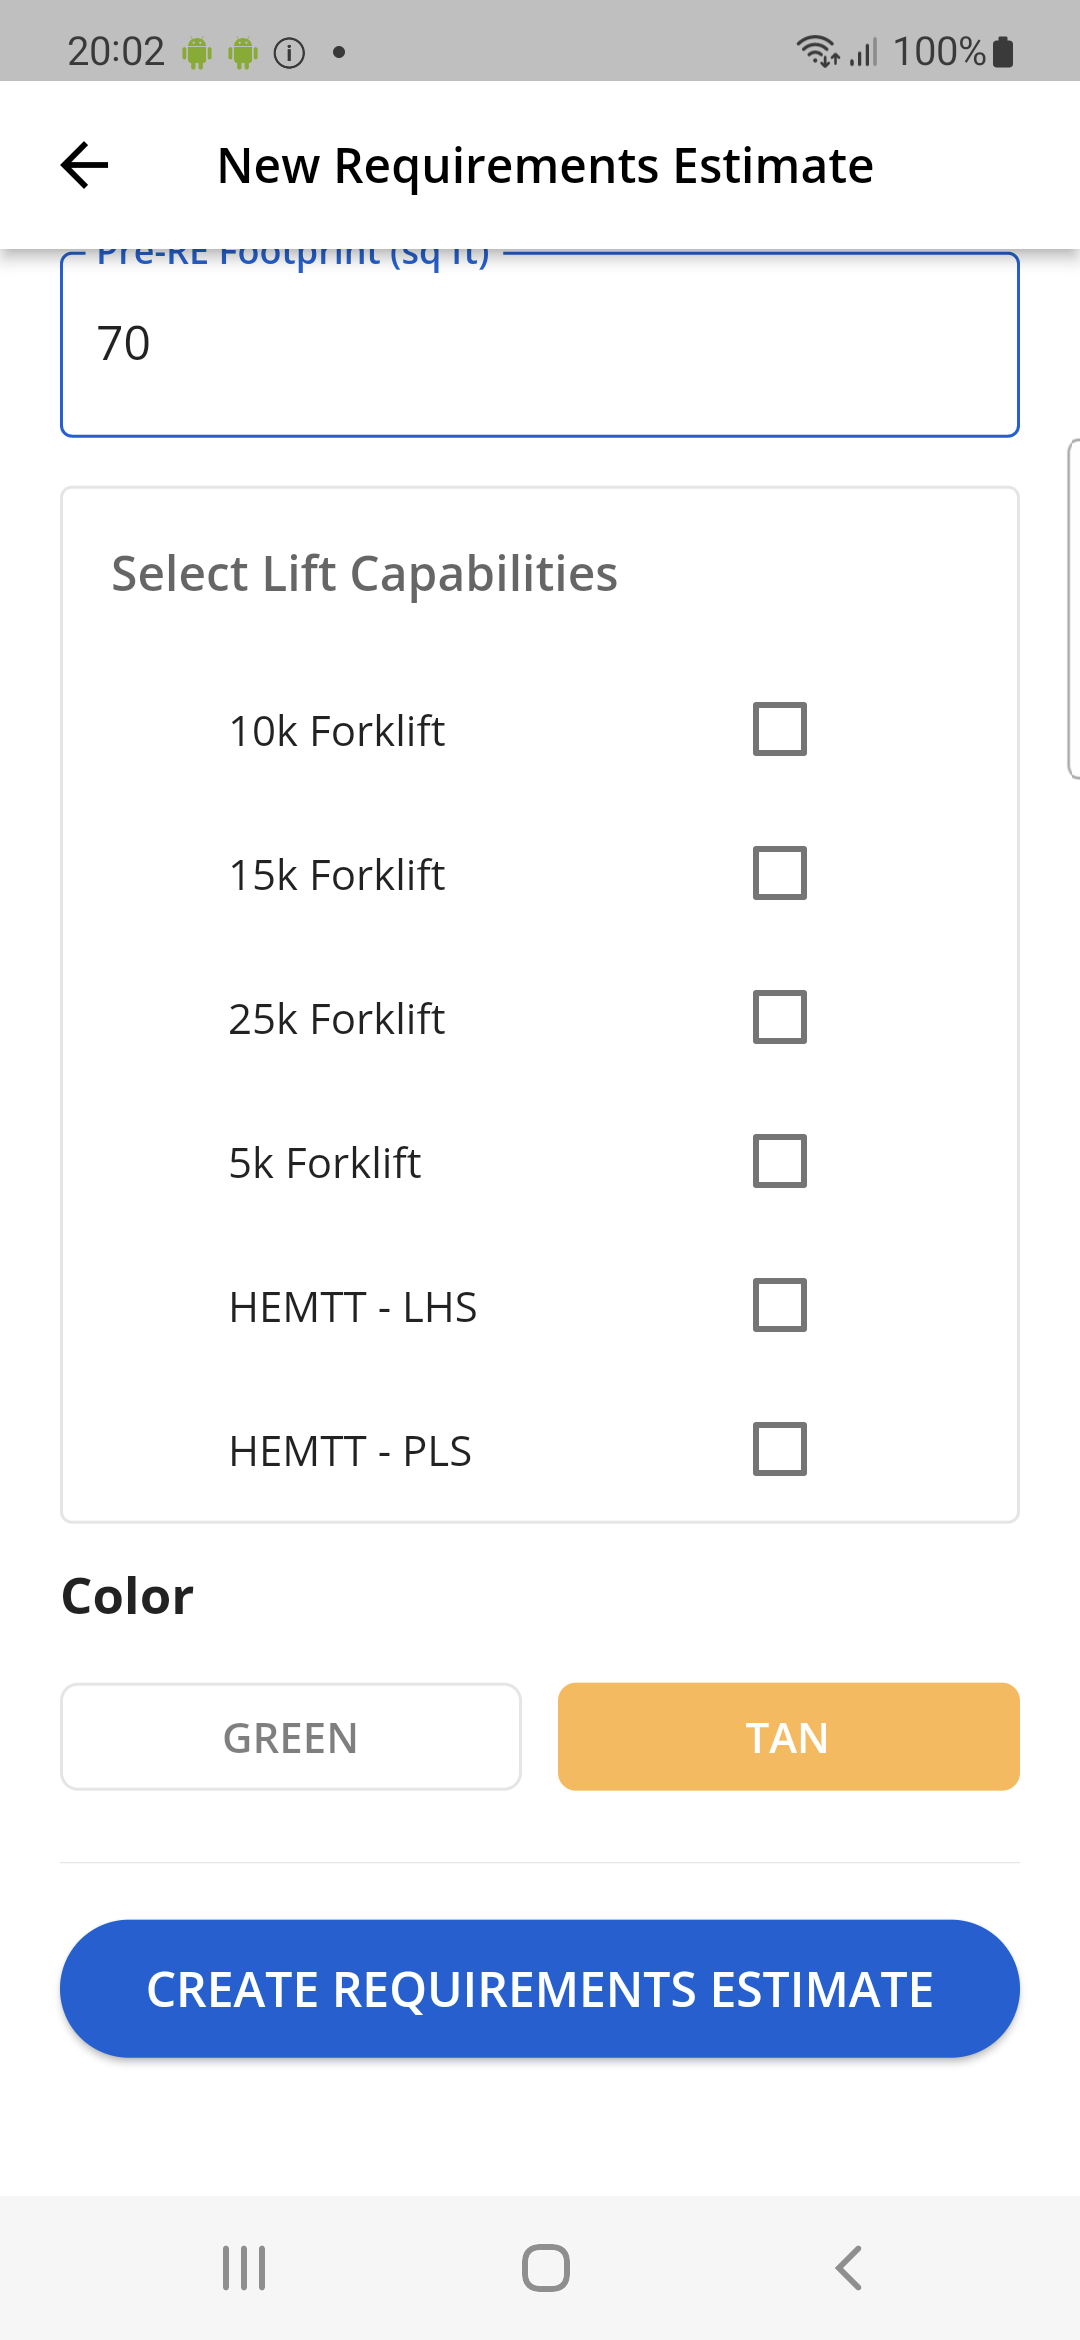 20:02 100%
New Requirements Estimate
Pre-RE Footprint (sq ft)
70
Select Lift Capabilities
10k Forklift
15k Forklift
25k Forklift
5k Forklift
HEMTT - LHS
HEMTT - PLS
Color
GREEN TAN
CREATE REQUIREMENTS ESTIMATE